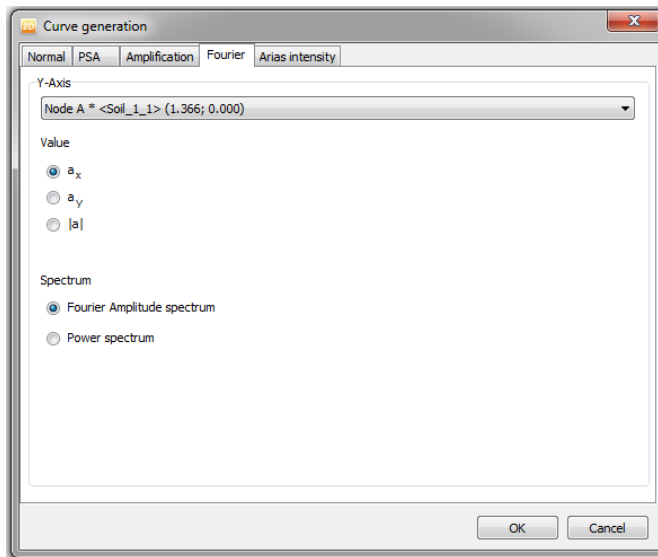 2D Curve generation
Normal PSA Amplification Fourier Arias intensity
Y-Axis
Node A * <Soil_1_1> (1.366; 0.000)
Value
ax
ay
|a|
Spectrum
Fourier Amplitude spectrum
Power spectrum
OK Cancel